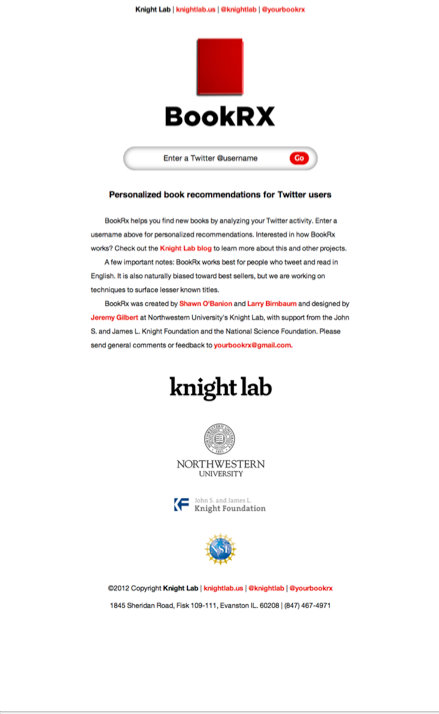 Knight Lab | knightlab.us | @knightlab | @yourbookrx
BookRX
Enter a Twitter @username Go
Personalized book recommendations for Twitter users
BookRx helps you find new books by analyzing your Twitter activity. Enter a
username above for personalized recommendations. Interested in how BookRx
works? Check out the Knight Lab blog to learn more about this and other projects.
A few important notes: BookRx works best for people who tweet and read in
English. It is also naturally biased toward best sellers, but we are working on
techniques to surface lesser known titles.
BookRx was created by Shawn O'Banion and Larry Birnbaum and designed by
Jeremy Gilbert at Northwestern University's Knight Lab, with support from the John
S. and James L. Knight Foundation and the National Science Foundation. Please
send general comments or feedback to yourbookrx@gmail.com.
knight lab
NORTHWESTERN
UNIVERSITY
John S. and James L.
Knight Foundation
NSF
©2012 Copyright Knight Lab | knightlab.us | @knightlab | @yourbookrx
1845 Sheridan Road, Fisk 109-111, Evanston IL. 60208 | (847) 467-4971